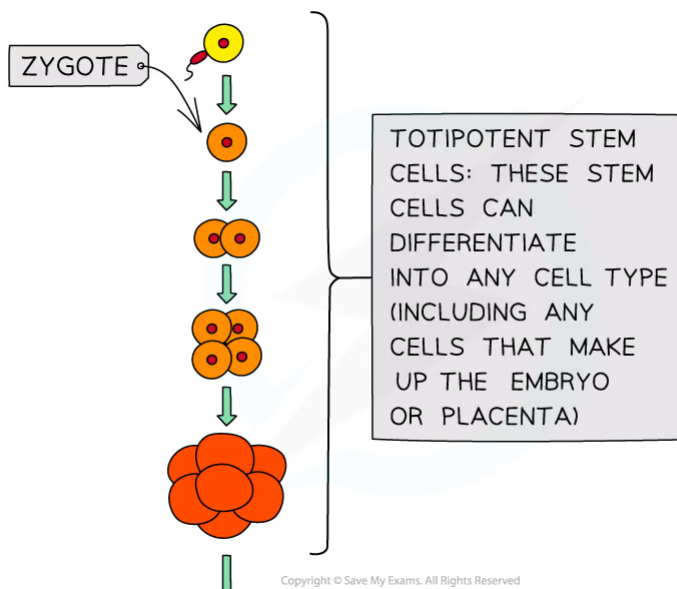 ZYGOTE
TOTIPOTENT STEM
CELLS: THESE STEM
CELLS CAN
DIFFERENTIATE
INTO ANY CELL TYPE
(INCLUDING ANY
CELLS THAT MAKE
UP THE EMBRYO
OR PLACENTA)
Copyright © Save My Exams. All Rights Reserved